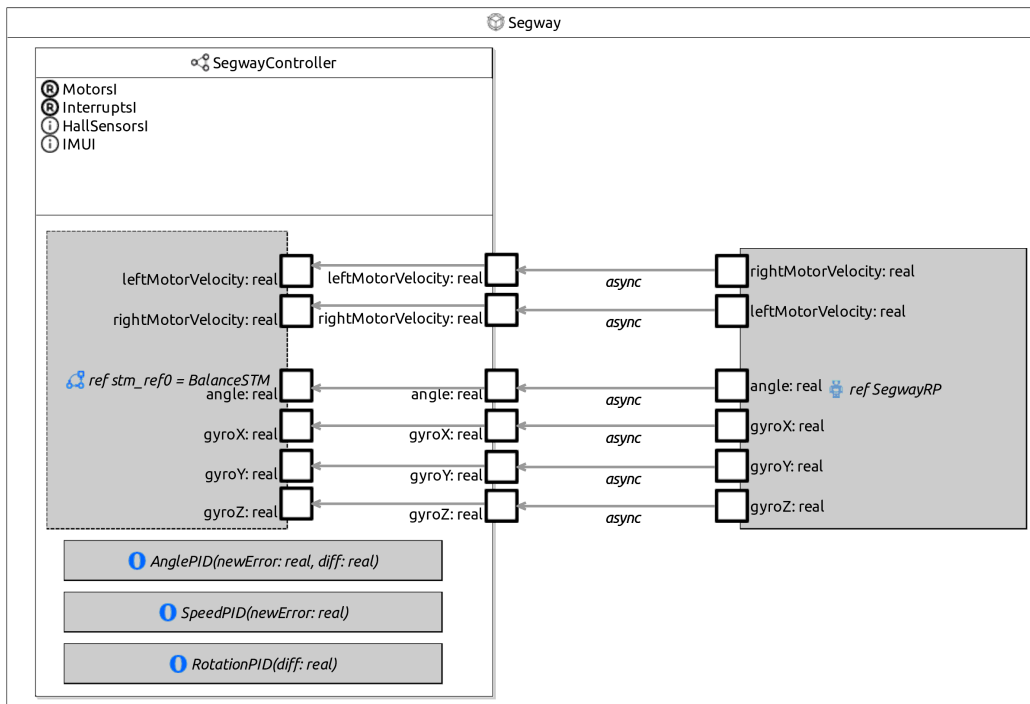 Segway
SegwayController
R MotorsI
R InterruptsI
i HallSensorsI
i IMUI
leftMotorVelocity: real
leftMotorVelocity: real
async
rightMotorVelocity: real
rightMotorVelocity: real
rightMotorVelocity: real
async
leftMotorVelocity: real
ref stm_ref0 = BalanceSTM
angle: real
angle: real
async
angle: real
ref SegwayRP
gyroX: real
gyroX: real
async
gyroX: real
gyroY: real
gyroY: real
async
gyroY: real
gyroZ: real
gyroZ: real
async
gyroZ: real
O AnglePID(newError: real, diff: real)
O SpeedPID(newError: real)
O RotationPID(diff: real)